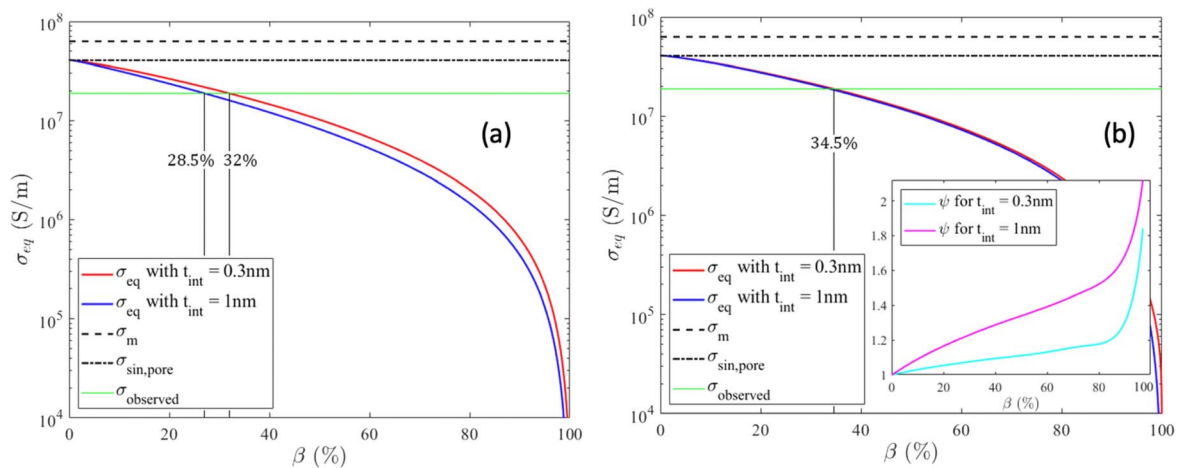 10^8
10^7
10^6
10^5
10^4
σ_eq (S/m)
(a)
28.5% 32%
σ_eq with t_int = 0.3nm
σ_eq with t_int = 1nm
σ_m
σ_sin,pore
σ_observed
0 20 40 60 80 100
β (%)
10^8
10^7
10^6
10^5
10^4
σ_eq (S/m)
(b)
34.5%
σ_eq with t_int = 0.3nm
σ_eq with t_int = 1nm
σ_m
σ_sin,pore
σ_observed
ψ for t_int = 0.3nm
ψ for t_int = 1nm
2
1.8
1.6
1.4
1.2
1
0 20 40 60 80 100
β (%)
0 20 40 60 80 100
β (%)